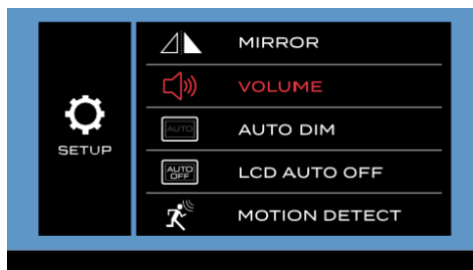 MIRROR
VOLUME
AUTO
AUTO DIM
SETUP
AUTO
OFF
LCD AUTO OFF
MOTION DETECT